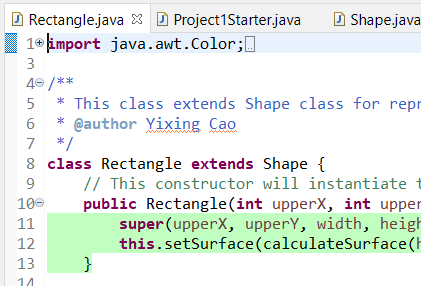 Rectangle.java Project1Starter.java Shape.java
1 import java.awt.Color;
3
4 /**
5 * This class extends Shape class for repr
6 * @author Yixing Cao
7 */
8 class Rectangle extends Shape {
9 // This constructor will instantiate t
10 public Rectangle(int upperX, int upper
11 super(upperX, upperY, width, heigh
12 this.setSurface(calculateSurface(h
13 }